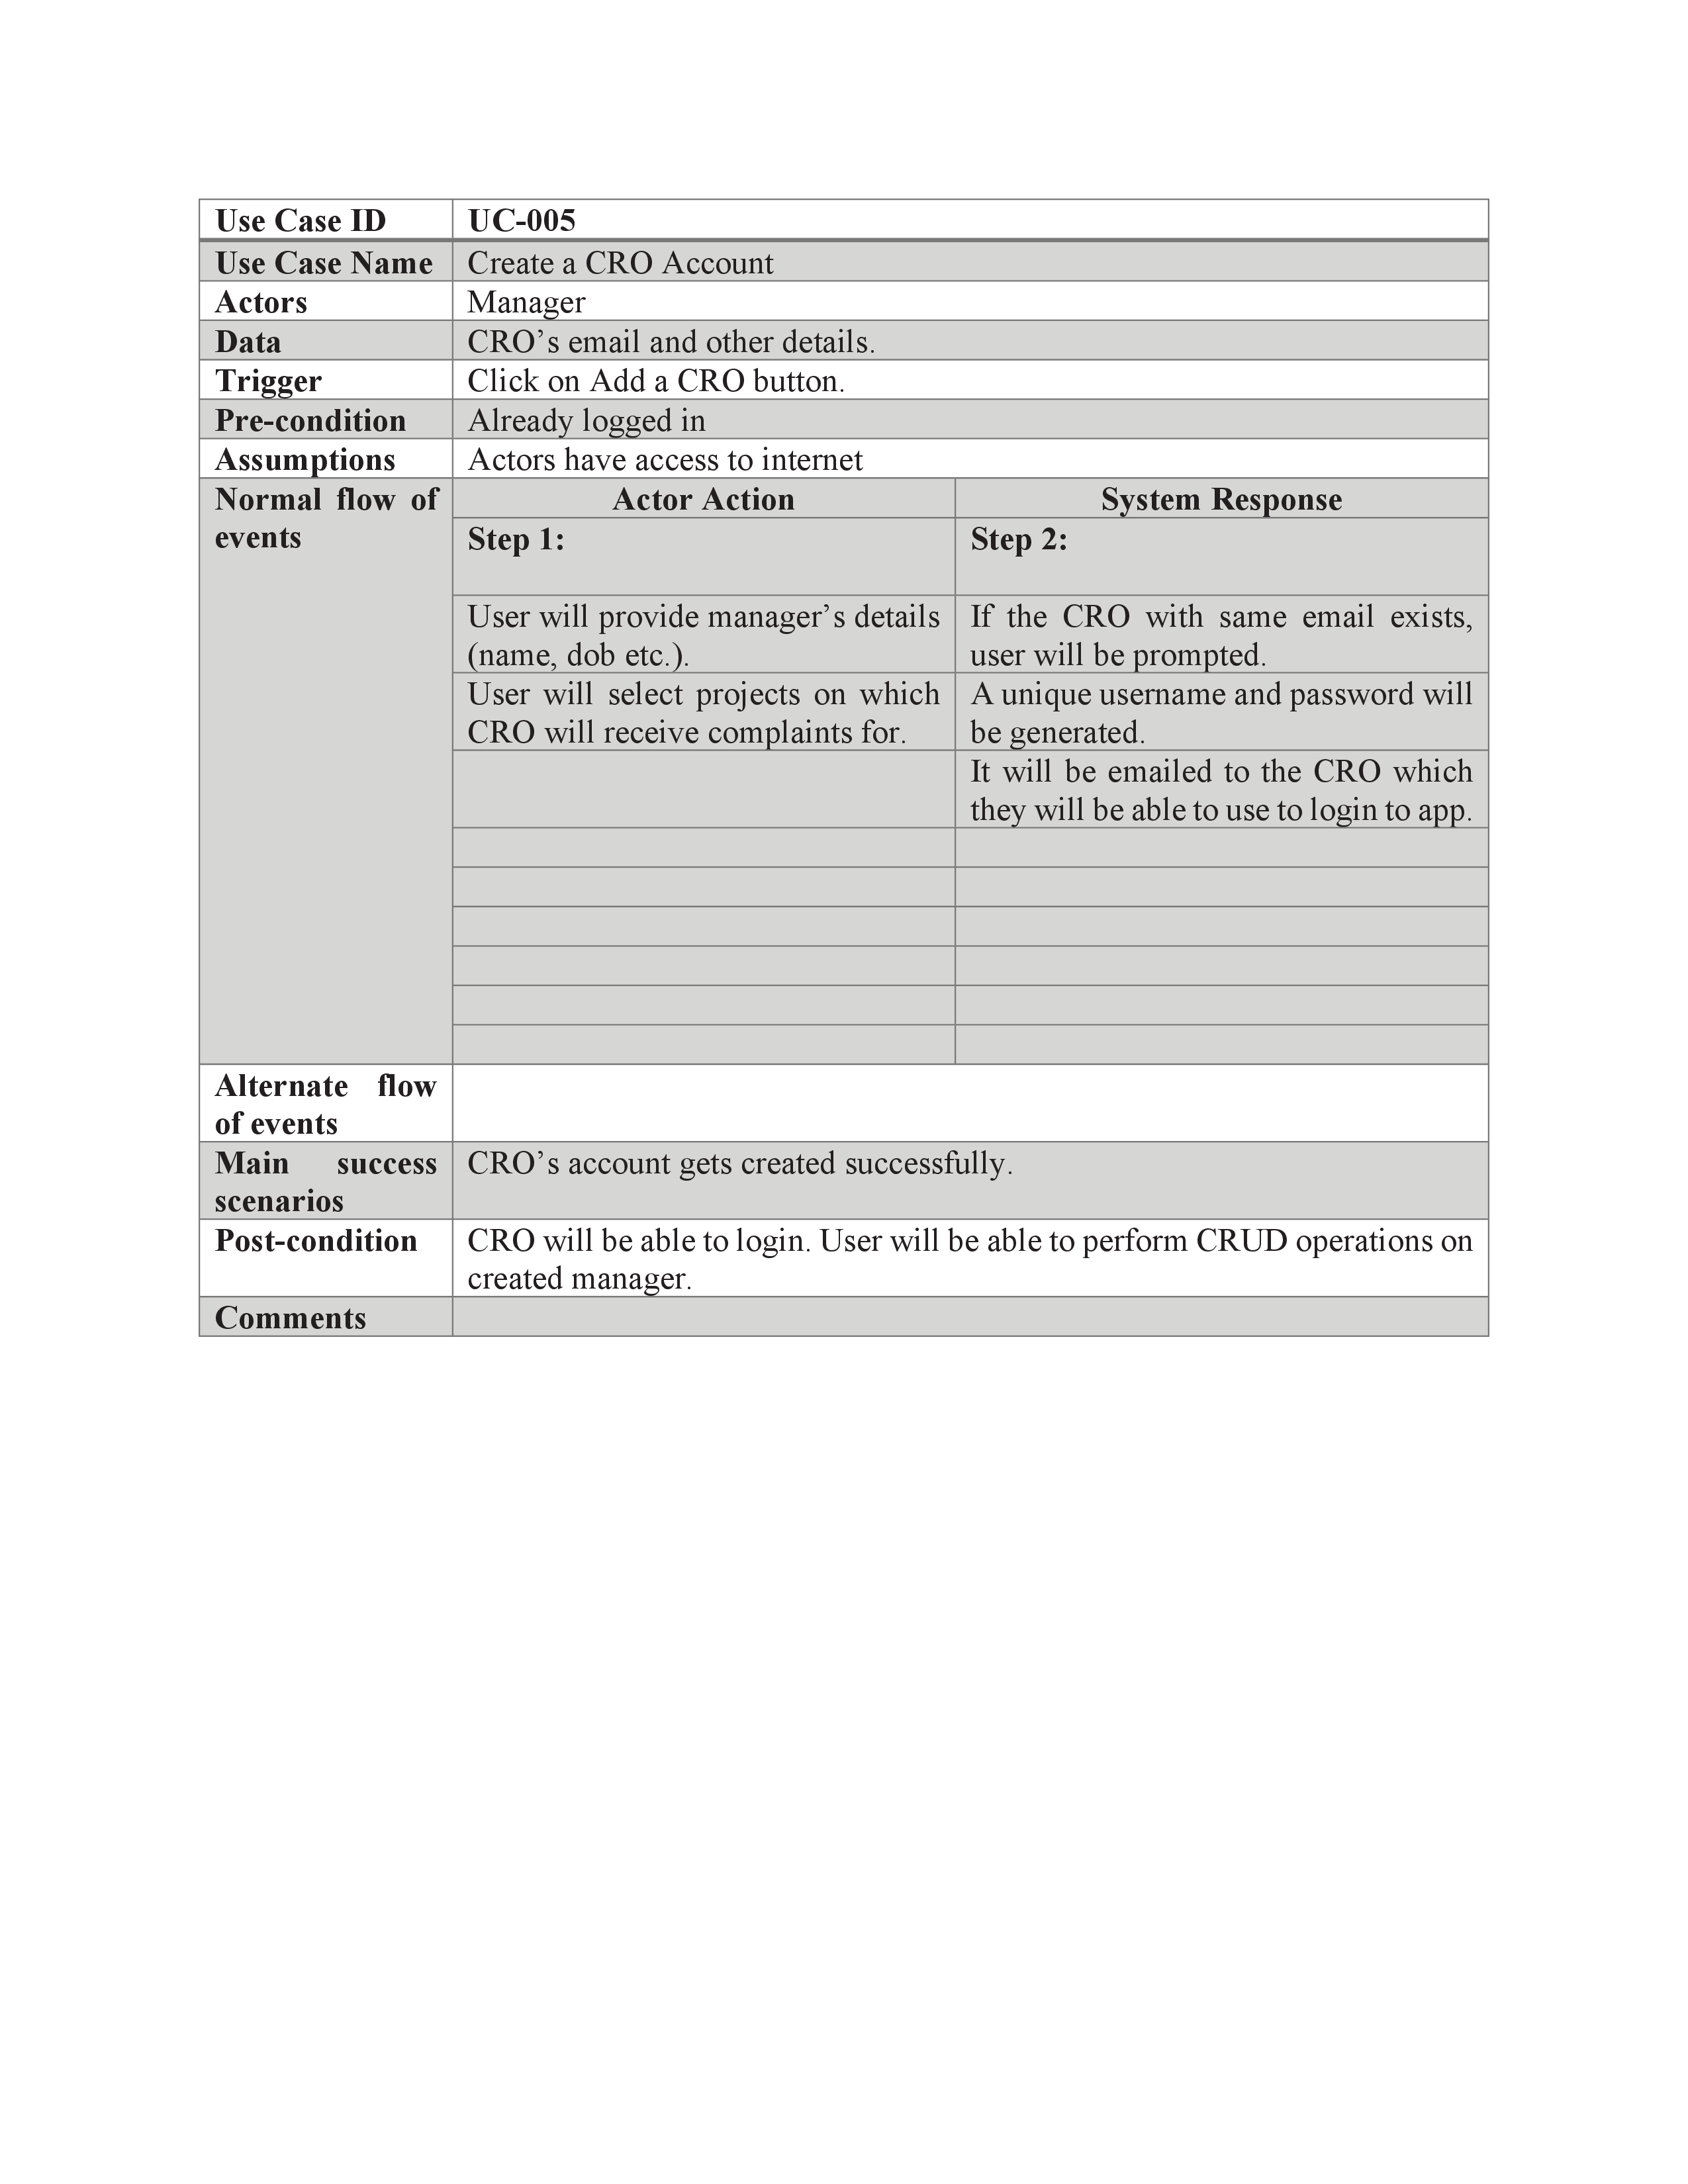 Use Case ID UC-005
Use Case Name Create a CRO Account
Actors Manager
Data CRO’s email and other details.
Trigger Click on Add a CRO button.
Pre-condition Already logged in
Assumptions Actors have access to internet
Normal flow of events
Actor Action System Response
Step 1: Step 2:
User will provide manager’s details
(name, dob etc.).
If the CRO with same email exists,
user will be prompted.
User will select projects on which
CRO will receive complaints for.
A unique username and password will
be generated.
It will be emailed to the CRO which
they will be able to use to login to app.
Alternate flow
of events
Main success
scenarios
CRO’s account gets created successfully.
Post-condition
CRO will be able to login. User will be able to perform CRUD operations on
created manager.
Comments